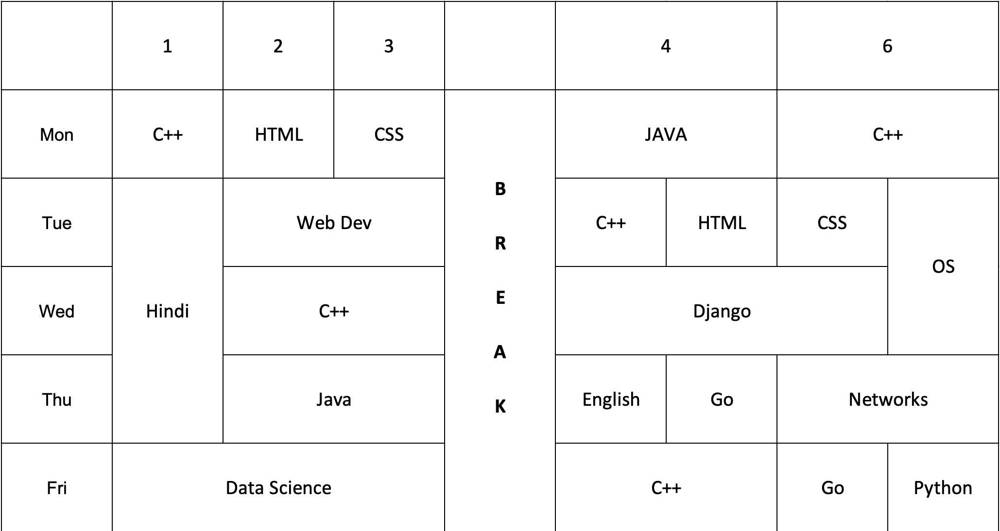 1 2 3 4 6
Mon C++ HTML CSS JAVA C++
Tue Web Dev C++ HTML CSS
OS
Wed Hindi C++ Django
Thu Java English Go Networks
Fri Data Science C++ Go Python
B
R
E
A
K